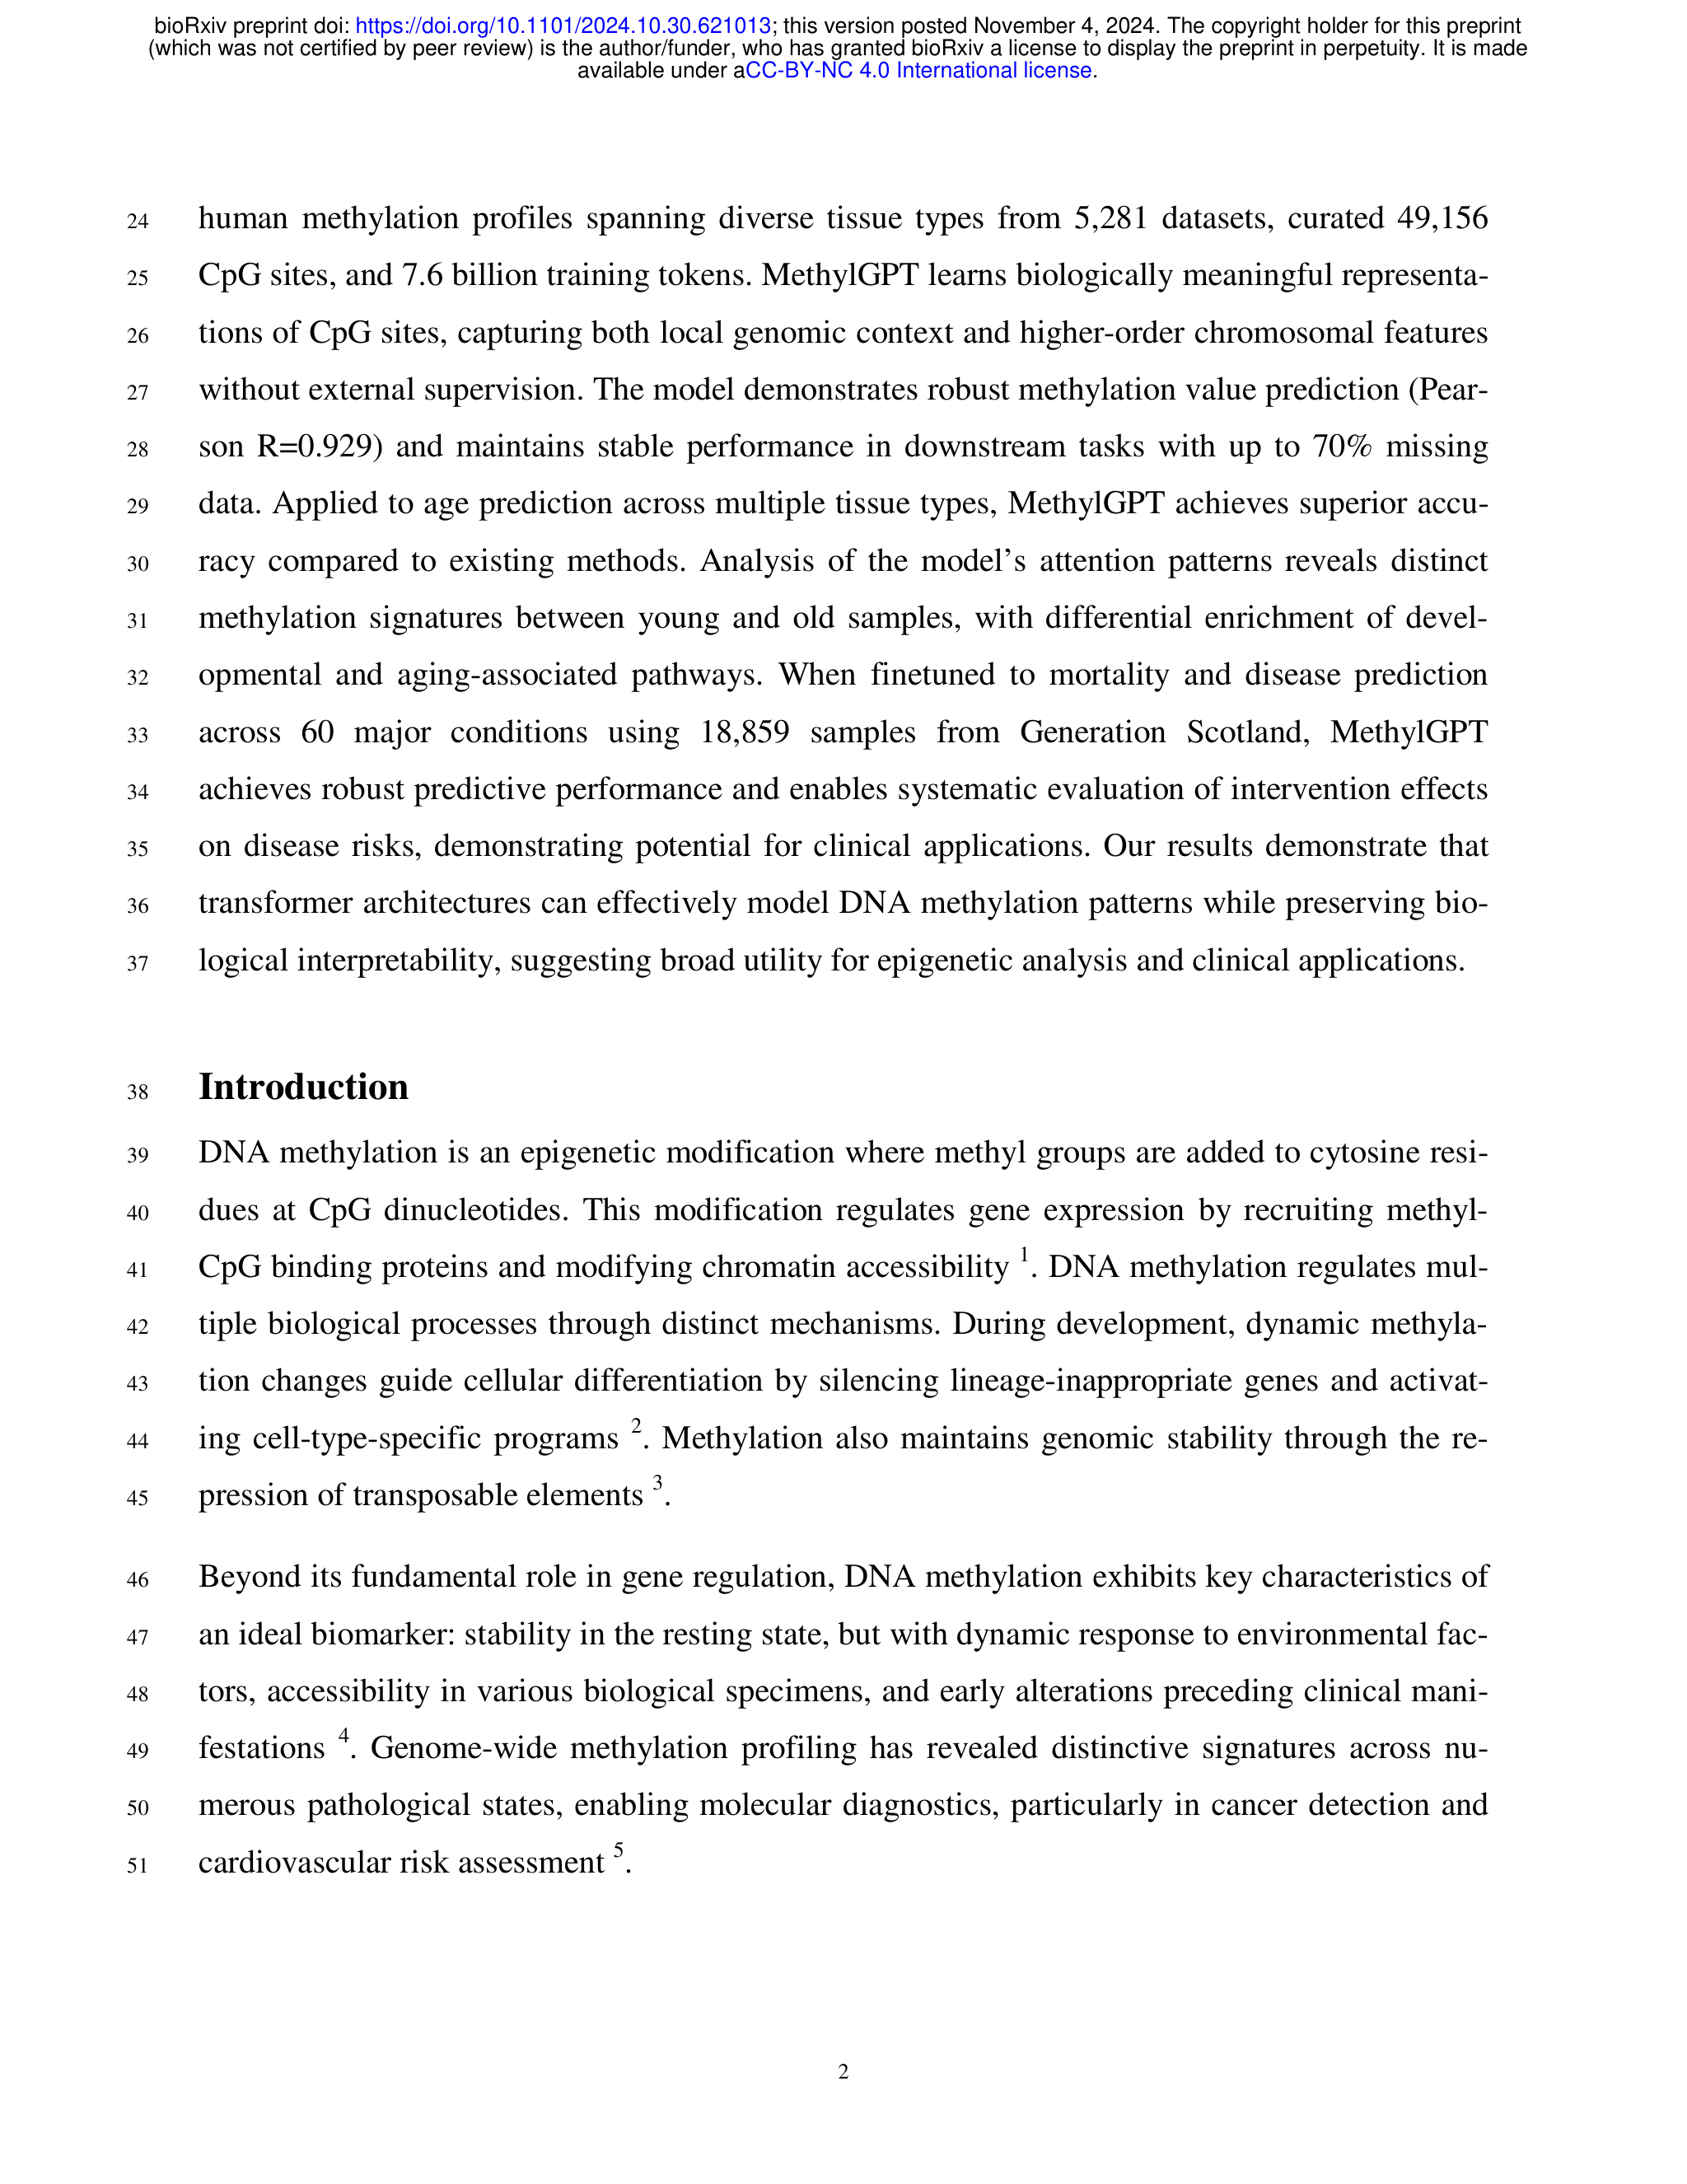 bioRxiv preprint doi: https://doi.org/10.1101/2024.10.30.621013; this version posted November 4, 2024. The copyright holder for this preprint
(which was not certified by peer review) is the author/funder, who has granted bioRxiv a license to display the preprint in perpetuity. It is made
available under aCC-BY-NC 4.0 International license.
24 human methylation profiles spanning diverse tissue types from 5,281 datasets, curated 49,156
25 CpG sites, and 7.6 billion training tokens. MethylGPT learns biologically meaningful representa-
26 tions of CpG sites, capturing both local genomic context and higher-order chromosomal features
27 without external supervision. The model demonstrates robust methylation value prediction (Pear-
28 son R=0.929) and maintains stable performance in downstream tasks with up to 70% missing
29 data. Applied to age prediction across multiple tissue types, MethylGPT achieves superior accu-
30 racy compared to existing methods. Analysis of the model’s attention patterns reveals distinct
31 methylation signatures between young and old samples, with differential enrichment of devel-
32 opmental and aging-associated pathways. When finetuned to mortality and disease prediction
33 across 60 major conditions using 18,859 samples from Generation Scotland, MethylGPT
34 achieves robust predictive performance and enables systematic evaluation of intervention effects
35 on disease risks, demonstrating potential for clinical applications. Our results demonstrate that
36 transformer architectures can effectively model DNA methylation patterns while preserving bio-
37 logical interpretability, suggesting broad utility for epigenetic analysis and clinical applications.
38 Introduction
39 DNA methylation is an epigenetic modification where methyl groups are added to cytosine resi-
40 dues at CpG dinucleotides. This modification regulates gene expression by recruiting methyl-
41 CpG binding proteins and modifying chromatin accessibility 1. DNA methylation regulates mul-
42 tiple biological processes through distinct mechanisms. During development, dynamic methyla-
43 tion changes guide cellular differentiation by silencing lineage-inappropriate genes and activat-
44 ing cell-type-specific programs 2. Methylation also maintains genomic stability through the re-
45 pression of transposable elements 3.
46 Beyond its fundamental role in gene regulation, DNA methylation exhibits key characteristics of
47 an ideal biomarker: stability in the resting state, but with dynamic response to environmental fac-
48 tors, accessibility in various biological specimens, and early alterations preceding clinical mani-
49 festations 4. Genome-wide methylation profiling has revealed distinctive signatures across nu-
50 merous pathological states, enabling molecular diagnostics, particularly in cancer detection and
51 cardiovascular risk assessment 5.
2